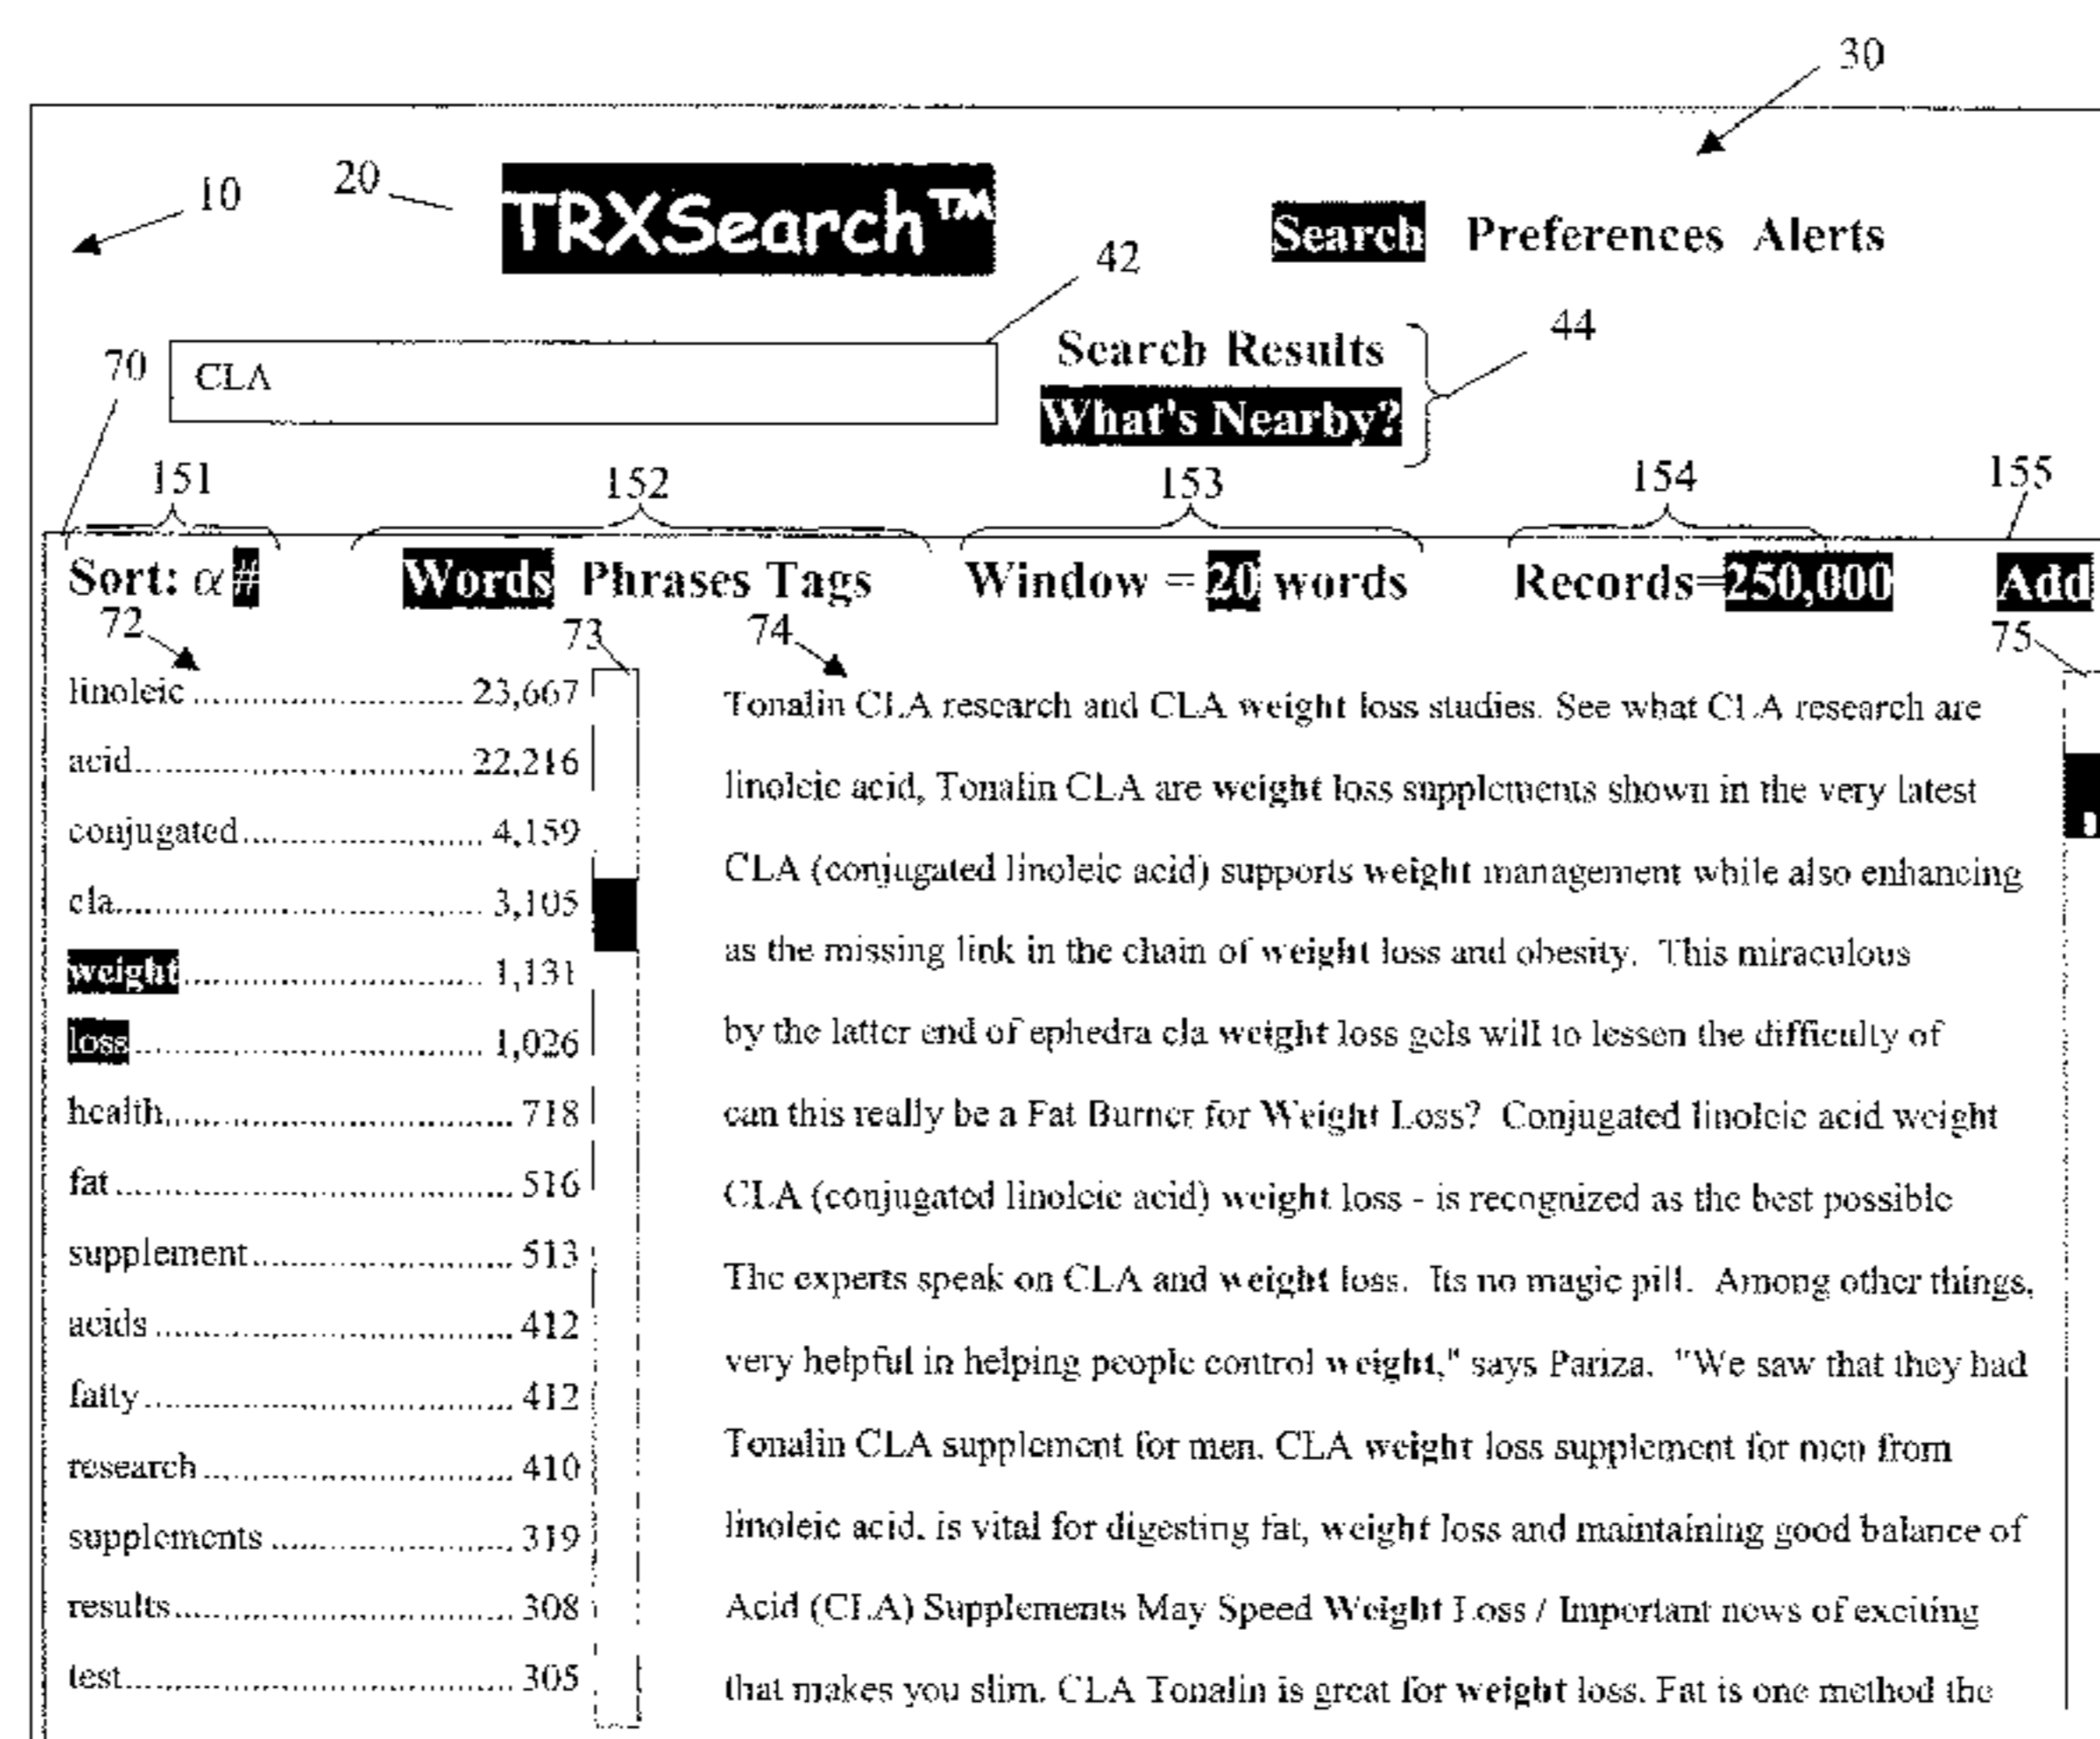 30
10
20
TRXSearch™
Search Preferences Alerts
42
44
70
CLA
Search Results
What's Nearby?
151
152
153
154
155
Sort: α #
Words Phrases Tags
Window = 20 words
Records=250,000
Add
72
73
74
75
linoleic ........................ 23,667
acid ........................ 22,216
conjugated ........................ 4,159
cla ........................ 3,105
weight ........................ 1,131
loss ........................ 1,026
health ........................ 718
fat ........................ 516
supplement ........................ 513
acids ........................ 412
fatty ........................ 412
research ........................ 410
supplements ........................ 319
results ........................ 308
test ........................ 305
Tonalin CLA research and CLA weight loss studies. See what CLA research are
linoleic acid, Tonalin CLA are weight loss supplements shown in the very latest
CLA (conjugated linoleic acid) supports weight management while also enhancing
as the missing link in the chain of weight loss and obesity. This miraculous
by the latter end of ephedra cla weight loss gels will to lessen the difficulty of
can this really be a Fat Burner for Weight Loss? Conjugated linoleic acid weight
CLA (conjugated linoleic acid) weight loss - is recognized as the best possible
The experts speak on CLA and weight loss. Its no magic pill. Among other things,
very helpful in helping people control weight," says Pariza. "We saw that they had
Tonalin CLA supplement for men. CLA weight loss supplement for men from
linoleic acid. is vital for digesting fat, weight loss and maintaining good balance of
Acid (CLA) Supplements May Speed Weight Loss / Important news of exciting
that makes you slim. CLA Tonalin is great for weight loss. Fat is one method the